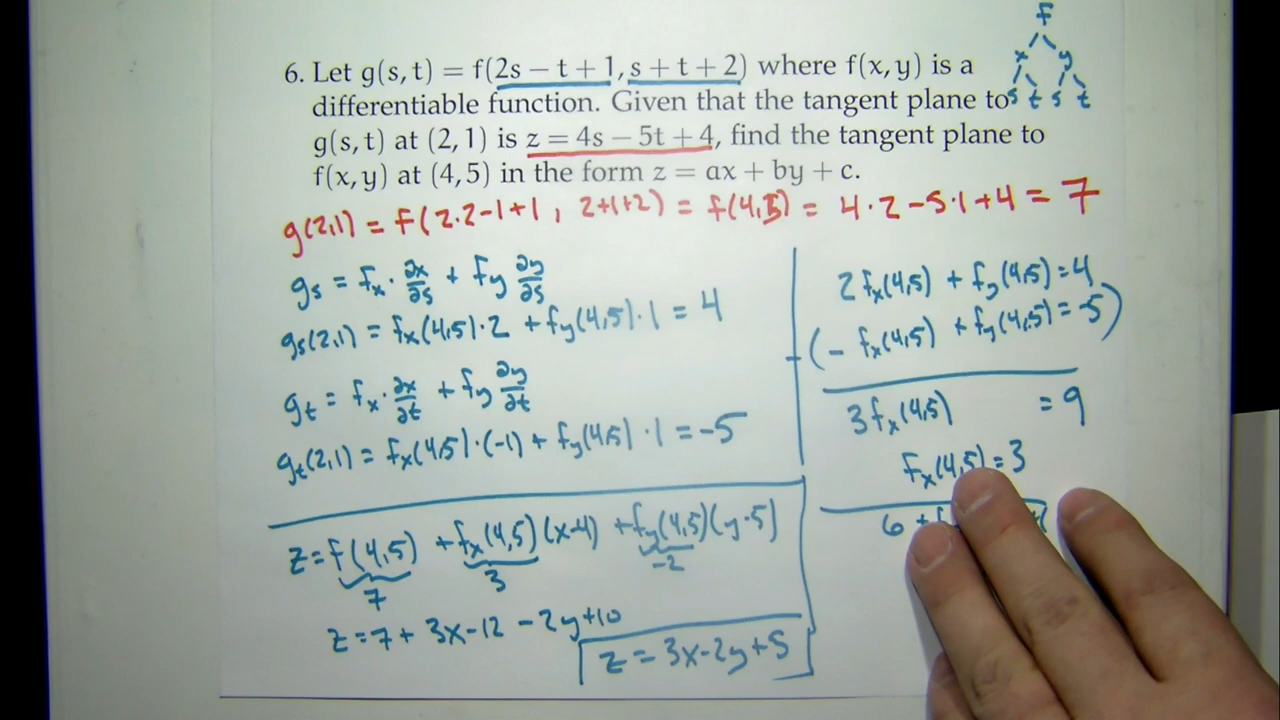 6. Let g(s, t) = f(2s − t + 1, s + t + 2) where f(x, y) is a
differentiable function. Given that the tangent plane to
g(s, t) at (2, 1) is z = 4s − 5t + 4, find the tangent plane to
f(x, y) at (4, 5) in the form z = ax + by + c.
f
x y
s t s t
g(2,1) = f(2·2-1+1, 2+1+2) = f(4,5) = 4·2-5·1+4 = 7
gs = fx · ∂x/∂s + fy ∂y/∂s
gs(2,1) = fx(4,5)·2 + fy(4,5)·1 = 4
gt = fx · ∂x/∂t + fy ∂y/∂t
gt(2,1) = fx(4,5)·(-1) + fy(4,5)·1 = -5
2fx(4,5) + fy(4,5) = 4
-(- fx(4,5) + fy(4,5) = -5)
3fx(4,5) = 9
fx(4,5) = 3
6 +
z = f(4,5) + fx(4,5)(x-4) + fy(4,5)(y-5)
7 3 -2
z = 7 + 3x-12 - 2y+10
z = 3x-2y+5